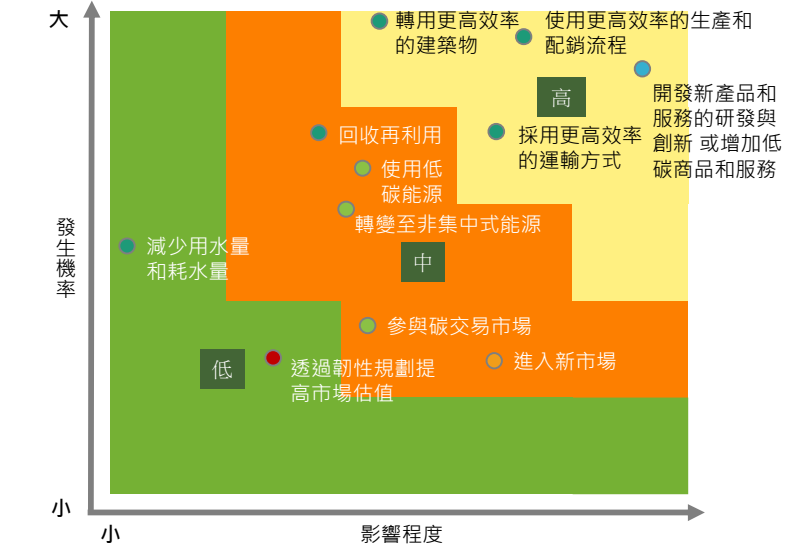 大
轉用更高效率
的建築物
使用更高效率的生產和
配銷流程
高
開發新產品和
服務的研發與
創新 或增加低
碳商品和服務
回收再利用
採用更高效率
的運輸方式
使用低
碳能源
轉變至非集中式能源
發生機率
減少用水量
和耗水量
中
參與碳交易市場
低
透過韌性規劃提
高市場估值
進入新市場
小
小
影響程度